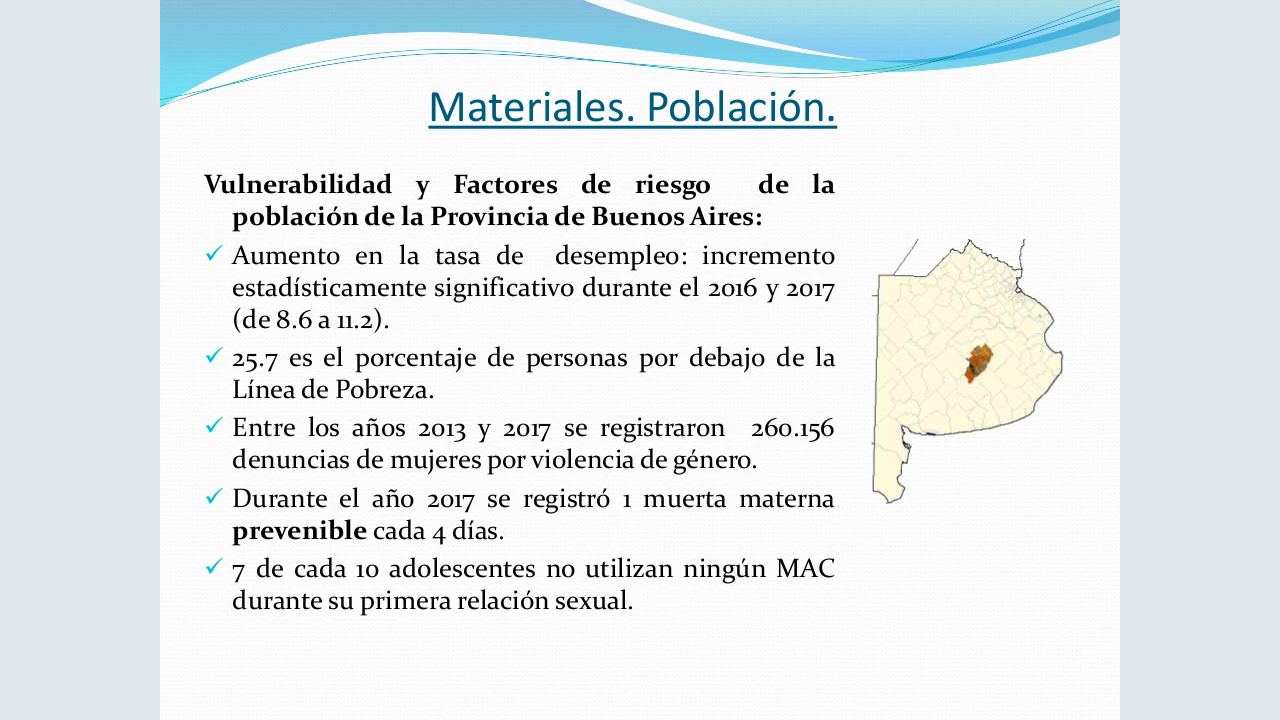 Materiales. Población.
Vulnerabilidad y Factores de riesgo de la
población de la Provincia de Buenos Aires:
✓ Aumento en la tasa de desempleo: incremento
estadísticamente significativo durante el 2016 y 2017
(de 8.6 a 11.2).
✓ 25.7 es el porcentaje de personas por debajo de la
Línea de Pobreza.
✓ Entre los años 2013 y 2017 se registraron 260.156
denuncias de mujeres por violencia de género.
✓ Durante el año 2017 se registró 1 muerta materna
prevenible cada 4 días.
✓ 7 de cada 10 adolescentes no utilizan ningún MAC
durante su primera relación sexual.